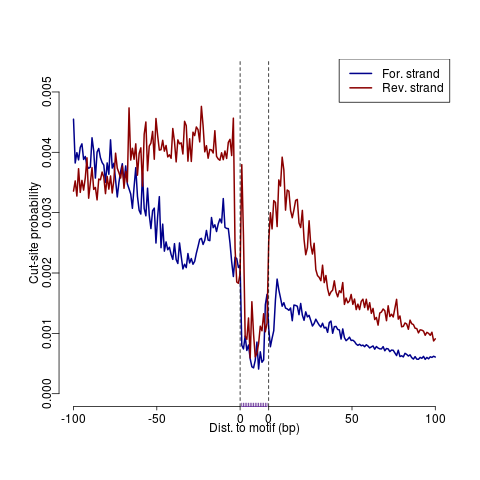 For. strand
Rev. strand
Cut-site probability
0.005
0.004
0.003
0.002
0.001
0.000
-100 -50 0 0 50 100
Dist. to motif (bp)